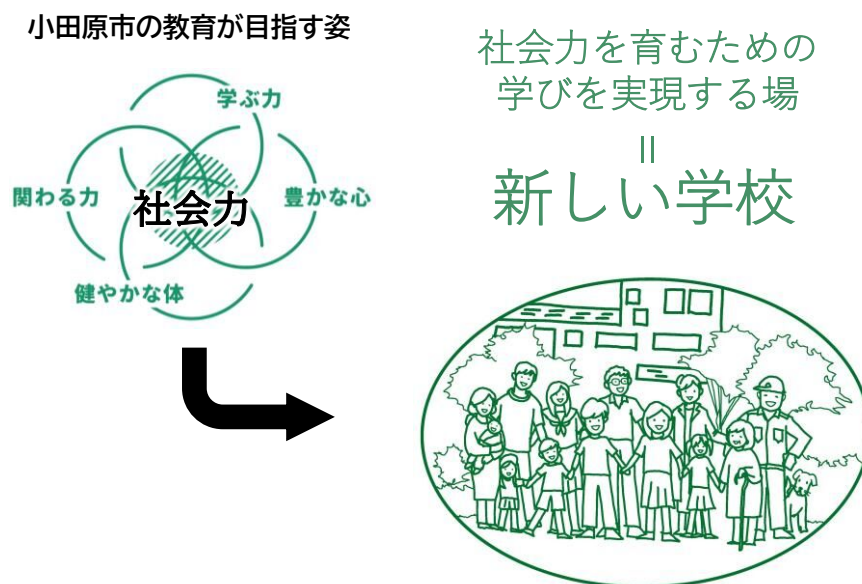 小田原市の教育が目指す姿
学ぶ力
関わる力
社会力
豊かな心
健やかな体
社会力を育むための
学びを実現する場
＝
新しい学校